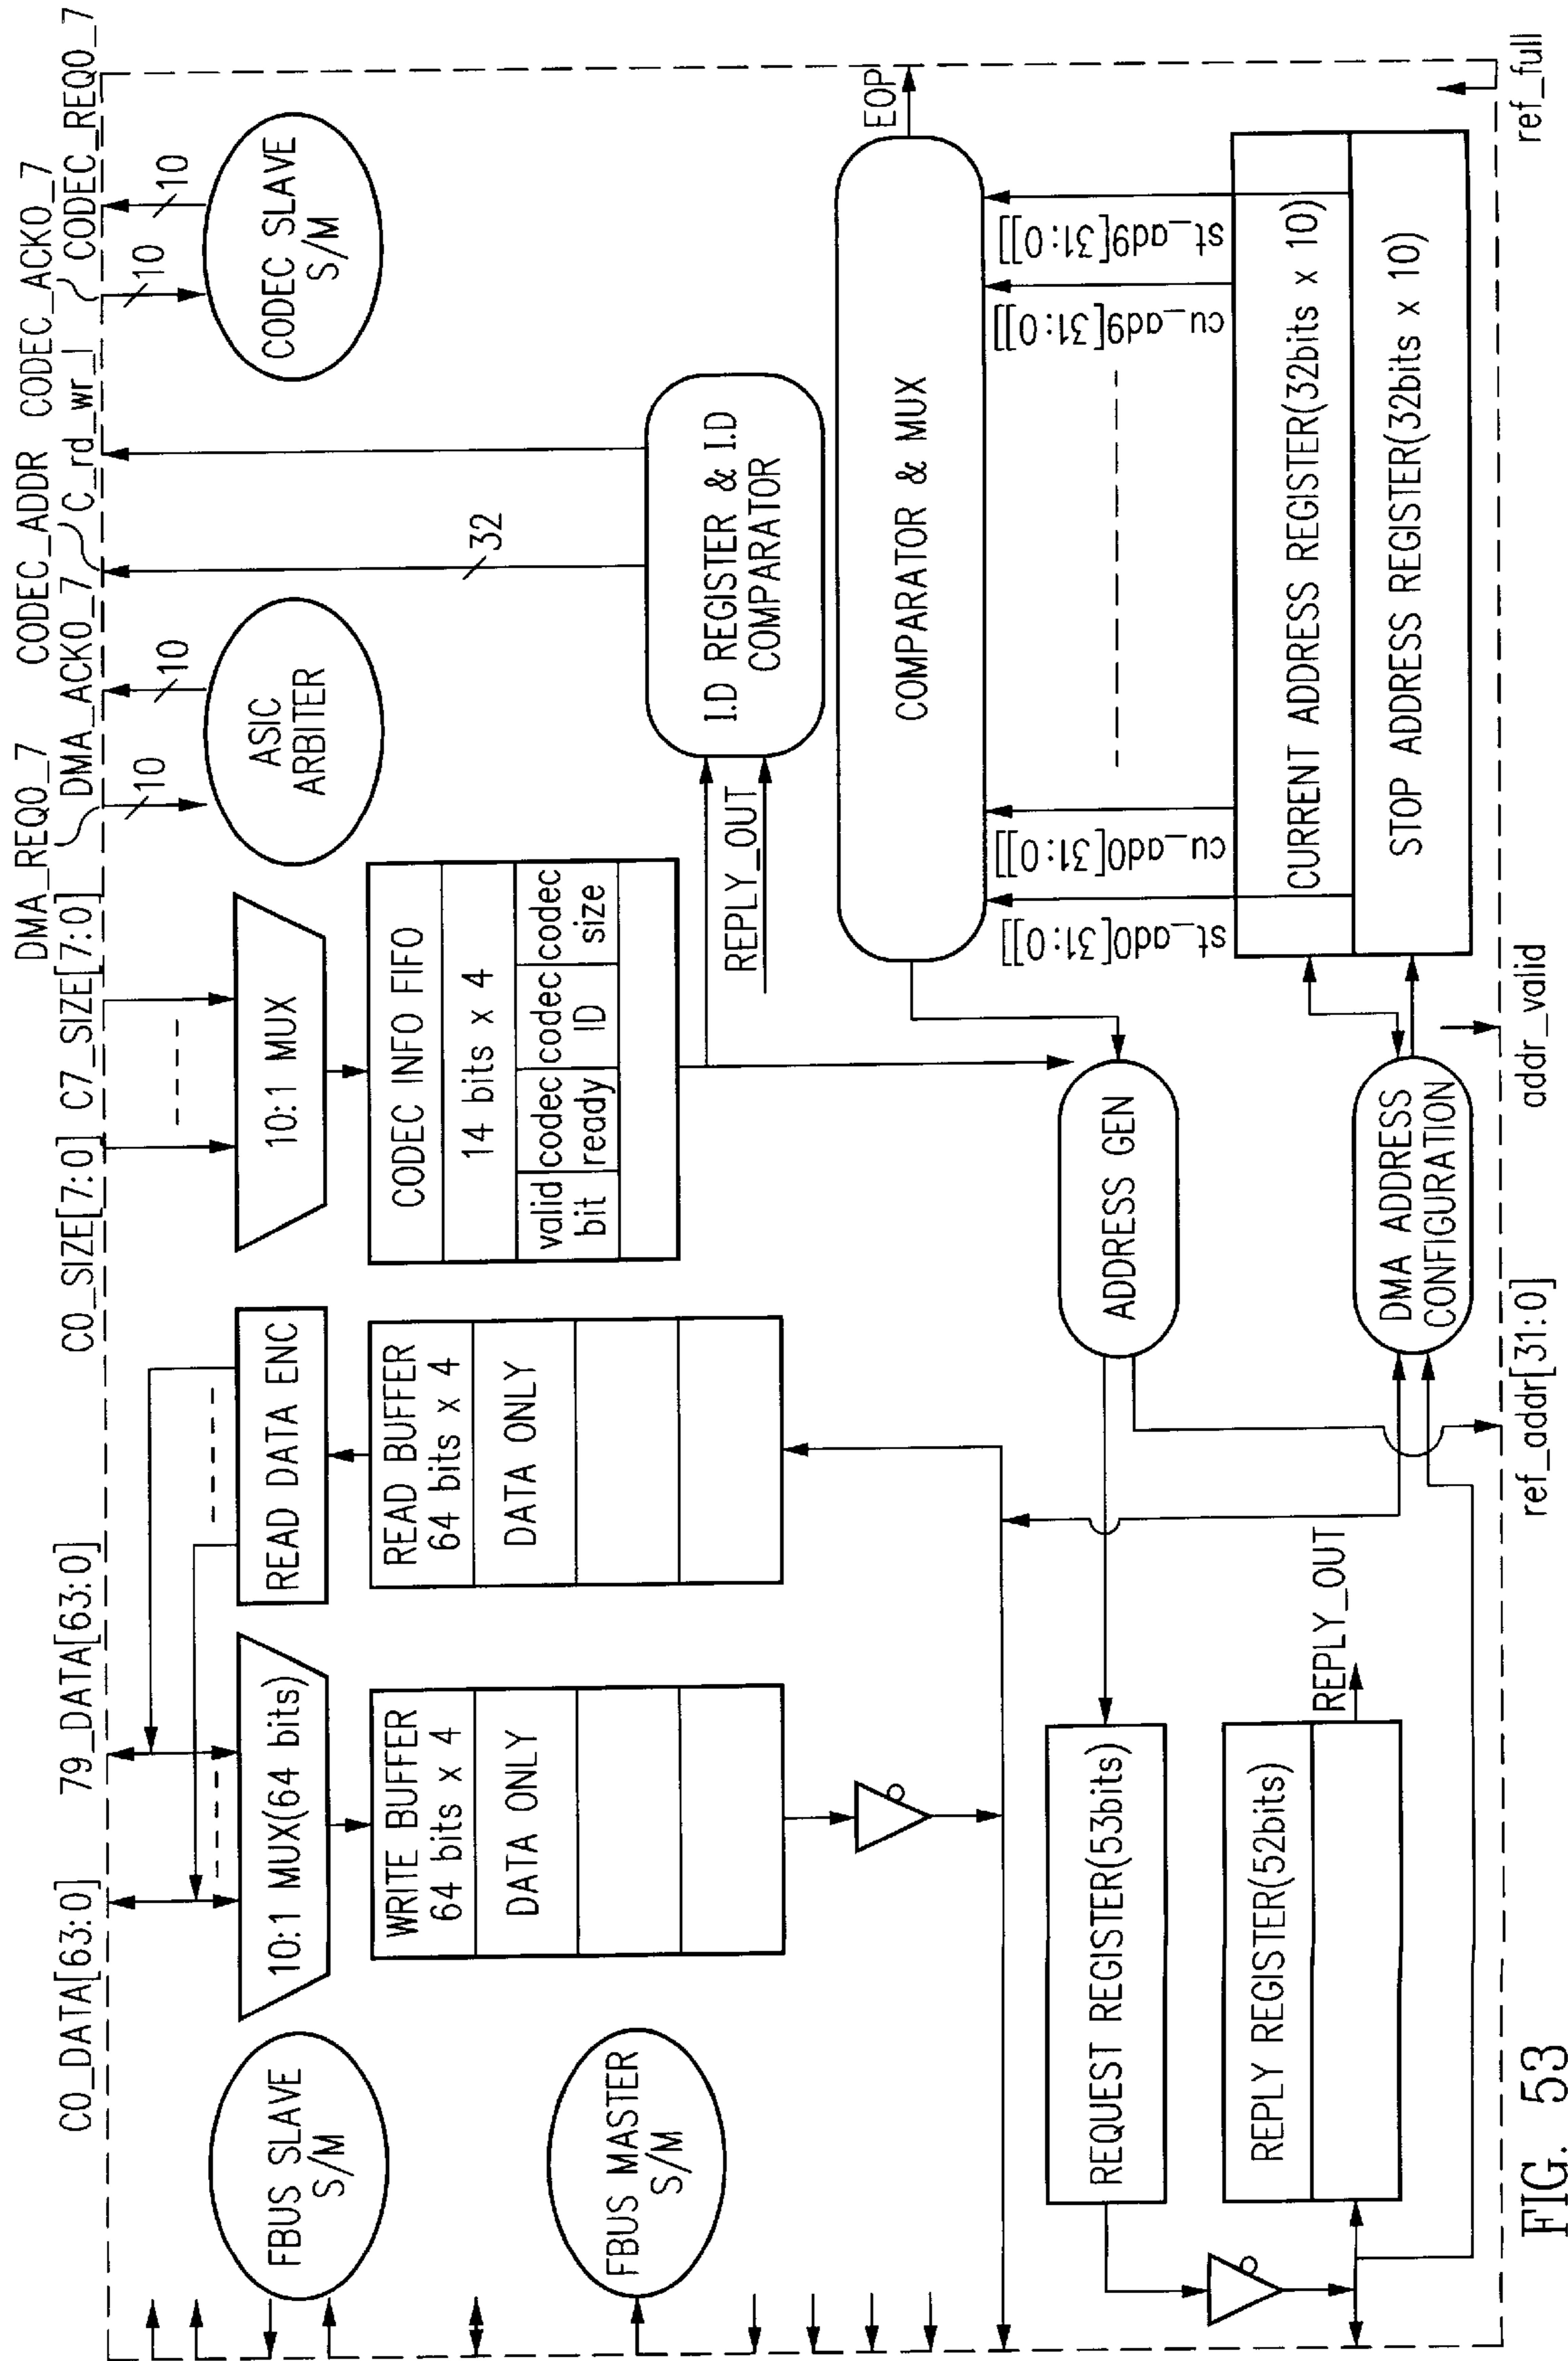 CO_DATA[63:0]
79_DATA[63:0]
CO_SIZE[7:0]
C7_SIZE[7:0]
DMA_REQ0_7
DMA_ACK0_7
CODEC_ADDR
C_rd_wr_l
CODEC_ACK0_7
CODEC_REQ0_7
FBUS SLAVE
S/M
10:1 MUX(64 bits)
READ DATA ENC
10:1 MUX
10
10
ASIC
ARBITER
10
10
CODEC SLAVE
S/M
FBUS MASTER
S/M
WRITE BUFFER
64 bits x 4
DATA ONLY
READ BUFFER
64 bits x 4
DATA ONLY
CODEC INFO FIFO
14 bits x 4
valid bit
codec ready
codec ID
codec size
32
REPLY_OUT
I.D REGISTER & I.D
COMPARATOR
COMPARATOR & MUX
EOP
st_ad0[31:0]]
cu_ad0[31:0]]
cu_ad9[31:0]]
st_ad9[31:0]]
REQUEST REGISTER(53bits)
ADDRESS GEN
REPLY REGISTER(52bits)
REPLY_OUT
DMA ADDRESS
CONFIGURATION
CURRENT ADDRESS REGISTER(32bits x 10)
STOP ADDRESS REGISTER(32bits x 10)
ref_addr[31:0]
addr_valid
ref_full
FIG. 53